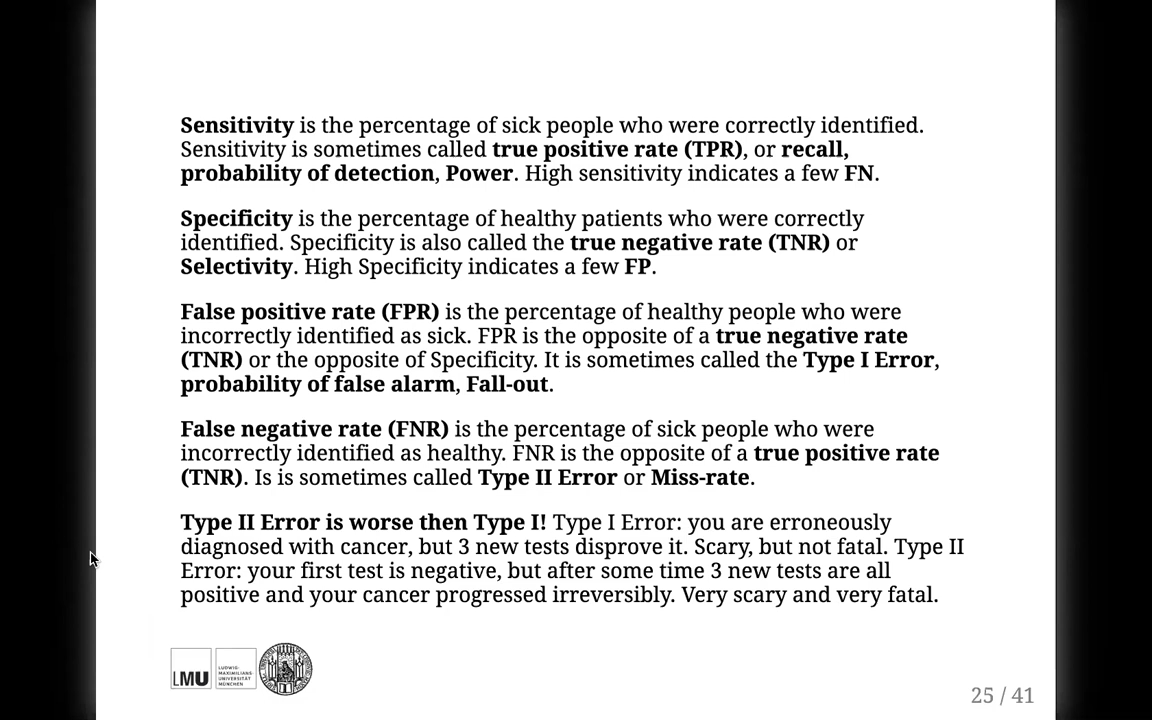 Sensitivity is the percentage of sick people who were correctly identified.
Sensitivity is sometimes called true positive rate (TPR), or recall,
probability of detection, Power. High sensitivity indicates a few FN.
Specificity is the percentage of healthy patients who were correctly
identified. Specificity is also called the true negative rate (TNR) or
Selectivity. High Specificity indicates a few FP.
False positive rate (FPR) is the percentage of healthy people who were
incorrectly identified as sick. FPR is the opposite of a true negative rate
(TNR) or the opposite of Specificity. It is sometimes called the Type I Error,
probability of false alarm, Fall-out.
False negative rate (FNR) is the percentage of sick people who were
incorrectly identified as healthy. FNR is the opposite of a true positive rate
(TNR). Is is sometimes called Type II Error or Miss-rate.
Type II Error is worse then Type I! Type I Error: you are erroneously
diagnosed with cancer, but 3 new tests disprove it. Scary, but not fatal. Type II
Error: your first test is negative, but after some time 3 new tests are all
positive and your cancer progressed irreversibly. Very scary and very fatal.
LMU
LUDWIG-
MAXIMILIANS-
UNIVERSITÄT
MÜNCHEN
25 / 41